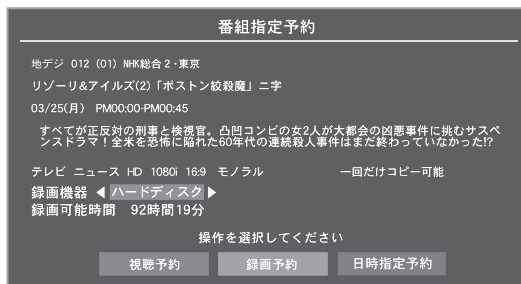 番組指定予約
地デジ 012 (01) NHK総合2・東京
リゾーリ&アイルズ(2)「ボストン絞殺魔」ニ字
03/25(月) PM00:00-PM00:45
すべてが正反対の刑事と検視官。凸凹コンビの女2人が大都会の凶悪事件に挑むサスペ
ンスドラマ!全米を恐怖に陥れた60年代の連続殺人事件はまだ終わっていなかった!?
テレビ ニュース HD 1080i 16:9 モノラル 一回だけコピー可能
録画機器 ◀ ハードディスク ▶
録画可能時間 92時間19分
操作を選択してください
視聴予約 録画予約 日時指定予約